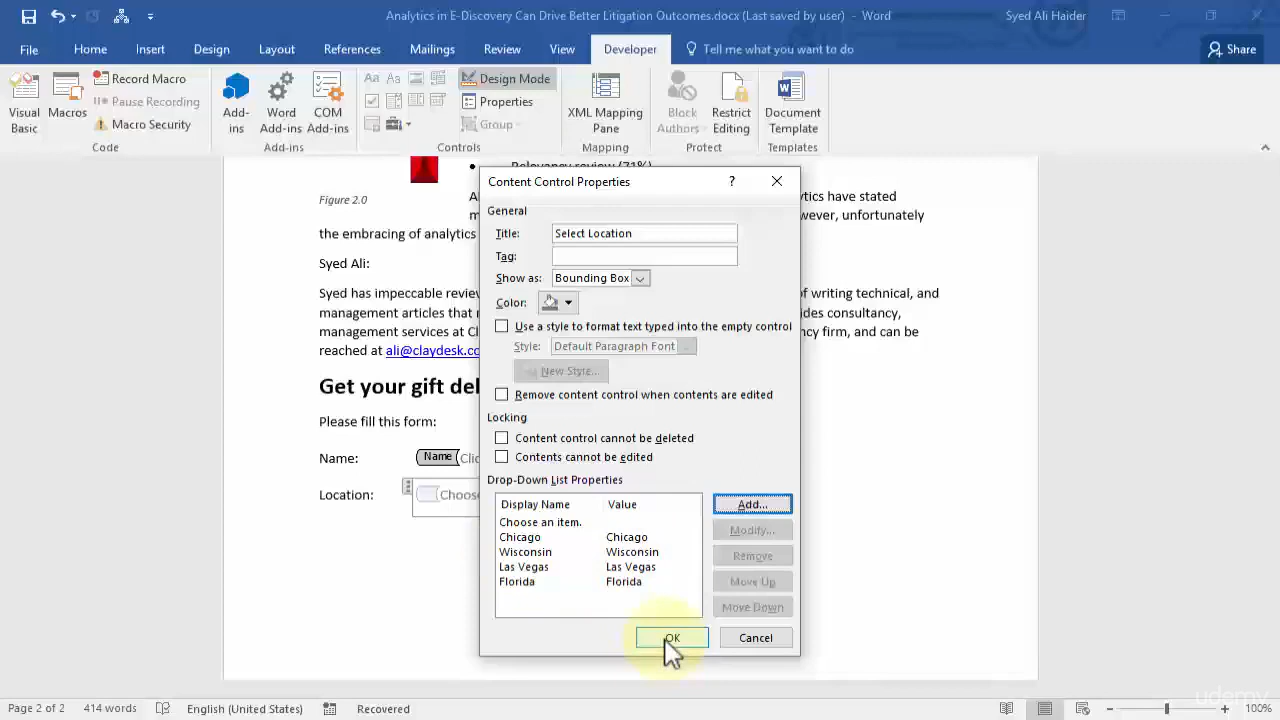 Analytics in E-Discovery Can Drive Better Litigation Outcomes.docx (Last saved by user) - Word
Syed Ali Haider
File Home Insert Design Layout References Mailings Review View Developer Tell me what you want to do Share
Visual Basic
Macros
Record Macro
Pause Recording
Macro Security
Code
Add-ins
Word Add-ins
COM Add-ins
Add-ins
Aa Aa
Design Mode
Properties
Group
Controls
XML Mapping Pane
Mapping
Block Authors
Restrict Editing
Protect
Document Template
Templates
Relevancy review (71%)
Figure 2.0
ytics have stated
wever, unfortunately
the embracing of analytics
Syed Ali:
Syed has impeccable revie
of writing technical, and
management articles that
ides consultancy,
management services at Cl
ncy firm, and can be
reached at ali@claydesk.co
Get your gift del
Please fill this form:
Name: Name Clic
Location: Choose
Content Control Properties ?
General
Title: Select Location
Tag:
Show as: Bounding Box
Color:
Use a style to format text typed into the empty control
Style: Default Paragraph Font
New Style...
Remove content control when contents are edited
Locking
Content control cannot be deleted
Contents cannot be edited
Drop-Down List Properties
Display Name Value
Choose an item.
Chicago Chicago
Wisconsin Wisconsin
Las Vegas Las Vegas
Florida Florida
Add...
Modify...
Remove
Move Up
Move Down
OK Cancel
Page 2 of 2 414 words English (United States) Recovered 100%
udemy